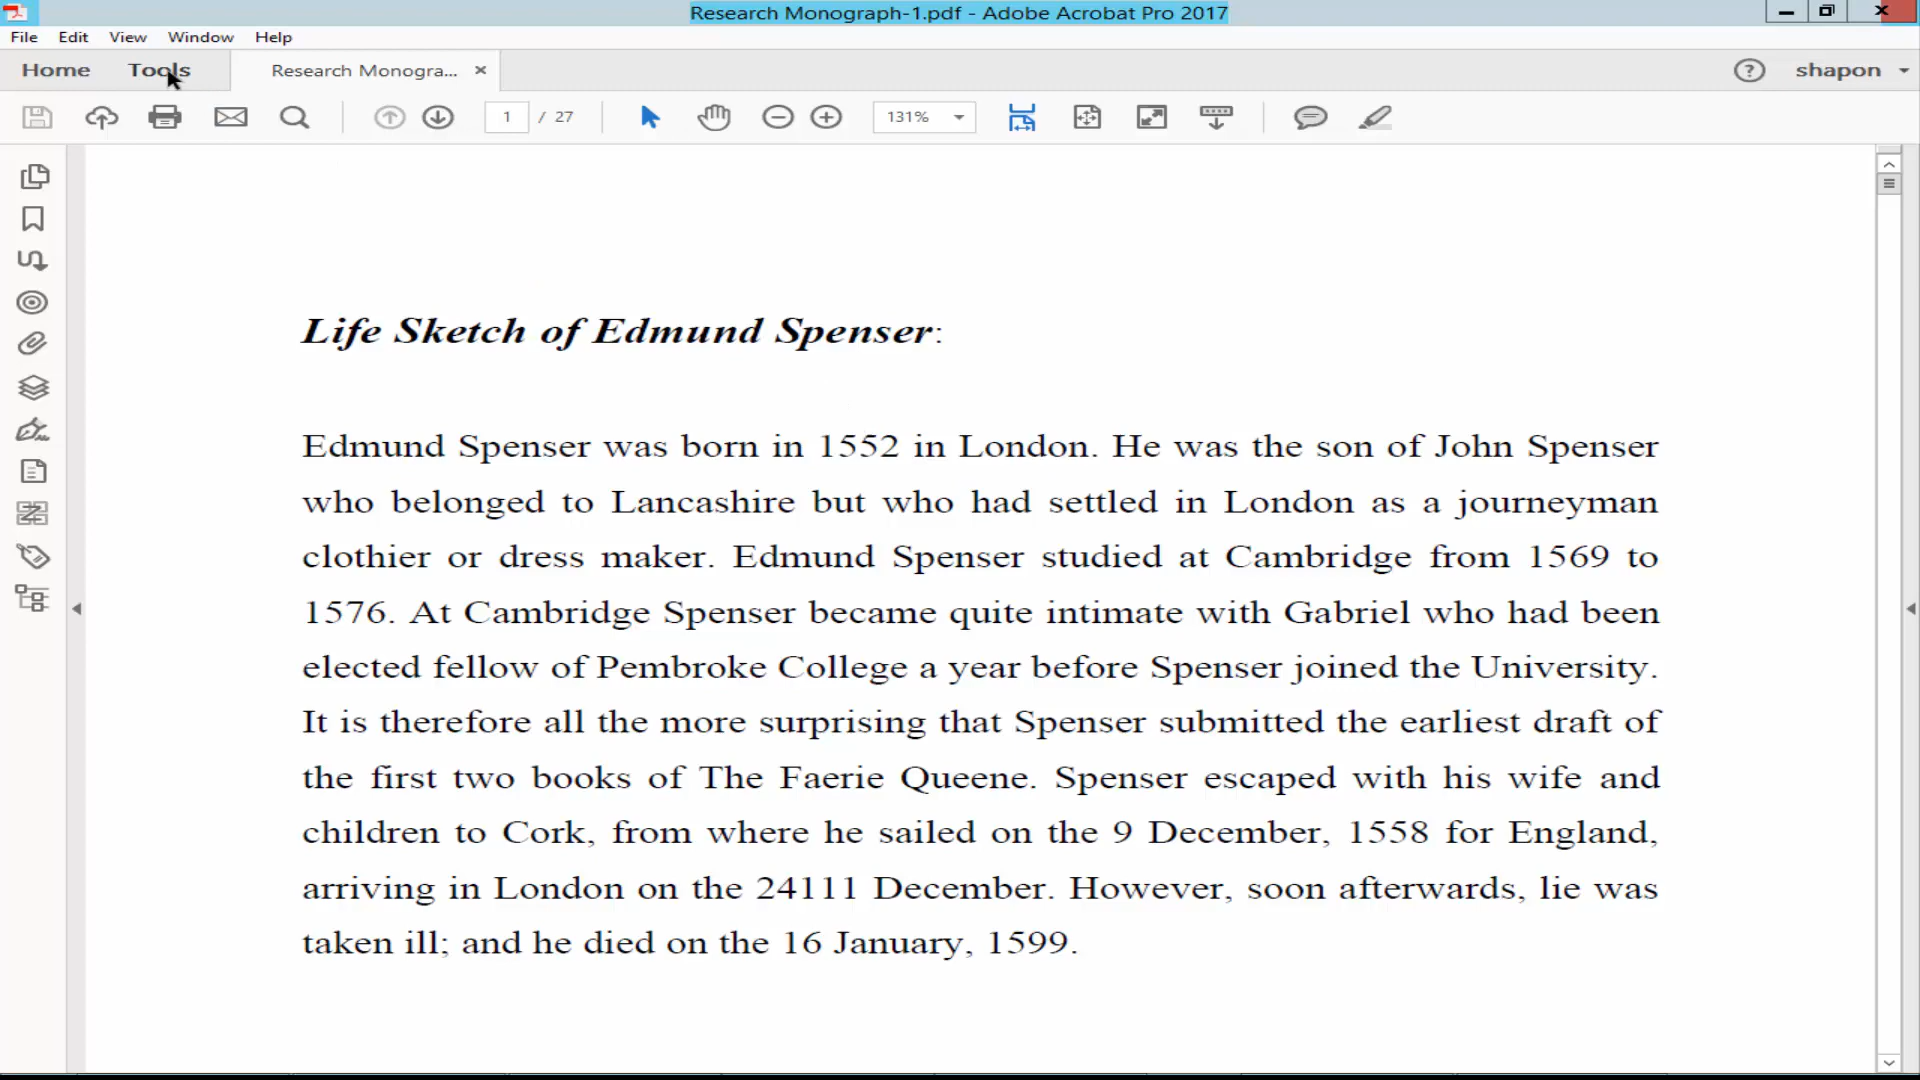 Research Monograph-1.pdf - Adobe Acrobat Pro 2017
File Edit View Window Help
Home Tools Research Monogra... shapon
1 / 27 131%
Life Sketch of Edmund Spenser:
Edmund Spenser was born in 1552 in London. He was the son of John Spenser
who belonged to Lancashire but who had settled in London as a journeyman
clothier or dress maker. Edmund Spenser studied at Cambridge from 1569 to
1576. At Cambridge Spenser became quite intimate with Gabriel who had been
elected fellow of Pembroke College a year before Spenser joined the University.
It is therefore all the more surprising that Spenser submitted the earliest draft of
the first two books of The Faerie Queene. Spenser escaped with his wife and
children to Cork, from where he sailed on the 9 December, 1558 for England,
arriving in London on the 24111 December. However, soon afterwards, lie was
taken ill; and he died on the 16 January, 1599.